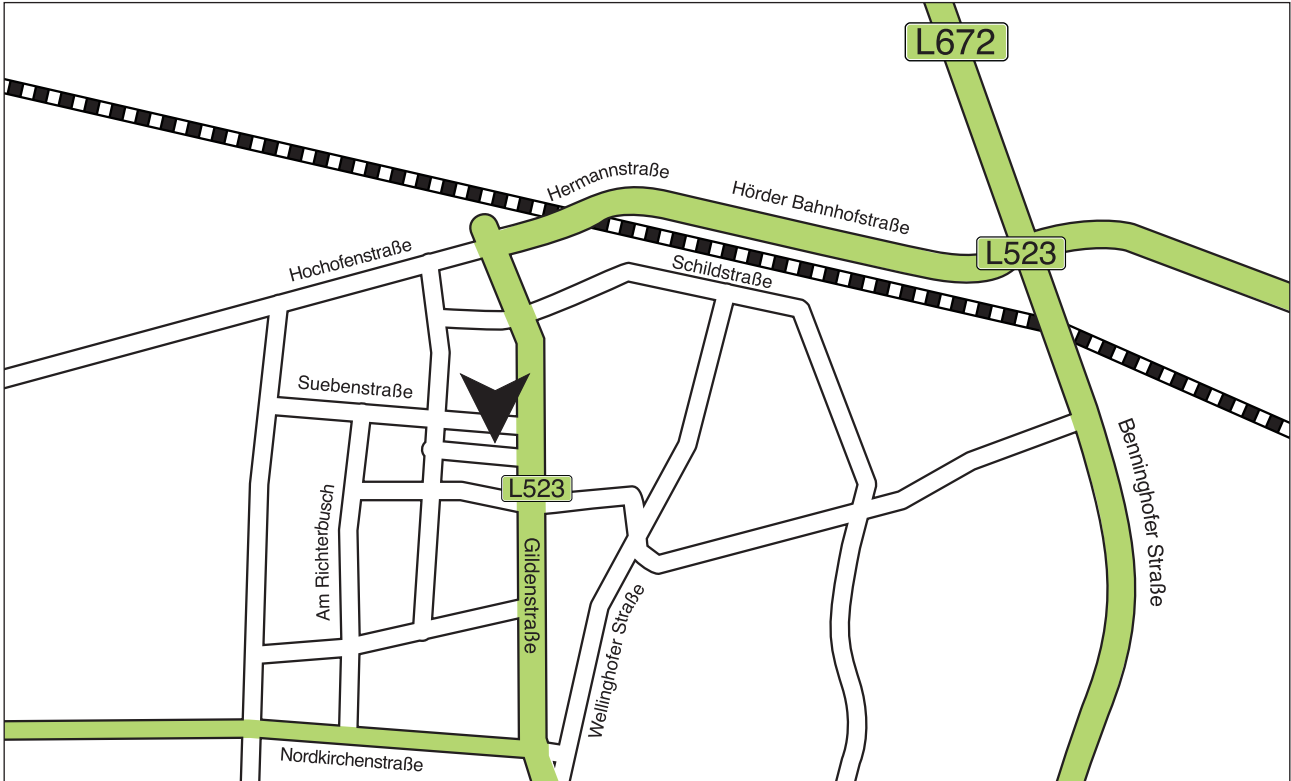 L672
Hermannstraße
Hörder Bahnhofstraße
Hochofenstraße
L523
Schildstraße
Suebenstraße
Benninghofer Straße
L523
Am Richterbusch
Gildenstraße
Wellinghofer Straße
Nordkirchenstraße